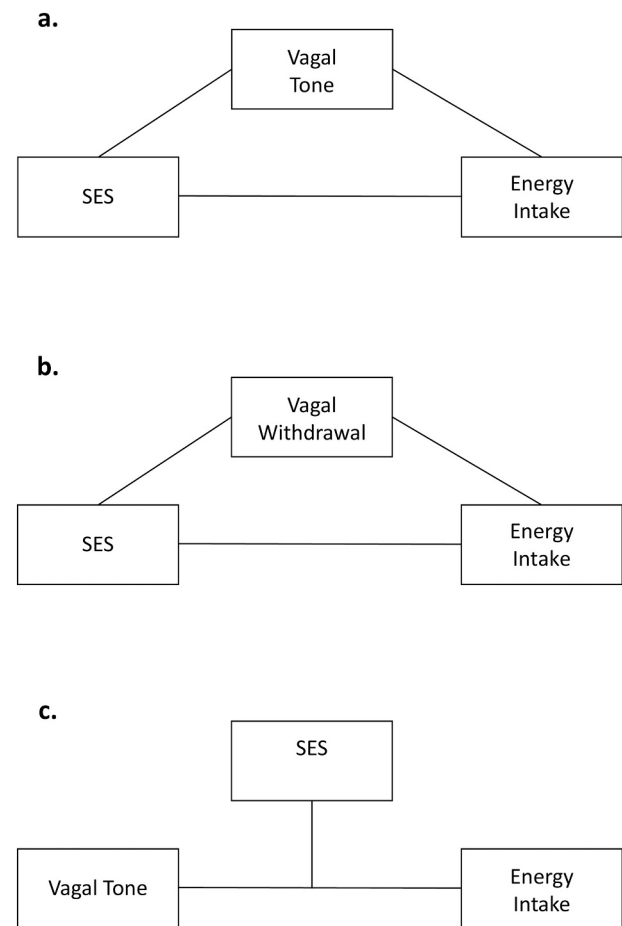 a.
Vagal
Tone
SES
Energy
Intake
b.
Vagal
Withdrawal
SES
Energy
Intake
c.
SES
Vagal Tone
Energy
Intake